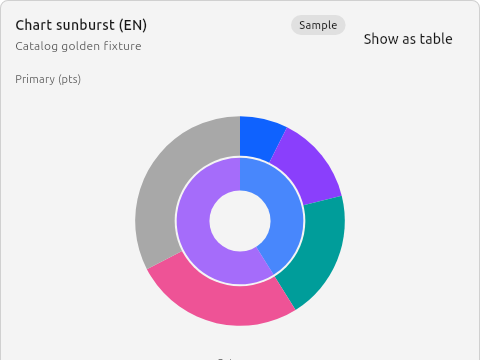 Chart sunburst (EN)
Sample
Show as table
Catalog golden fixture
Primary (pts)